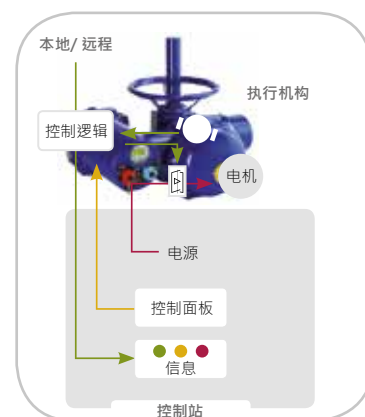 本地/ 远程
执行机构
控制逻辑
电机
电源
控制面板
信息
控制站